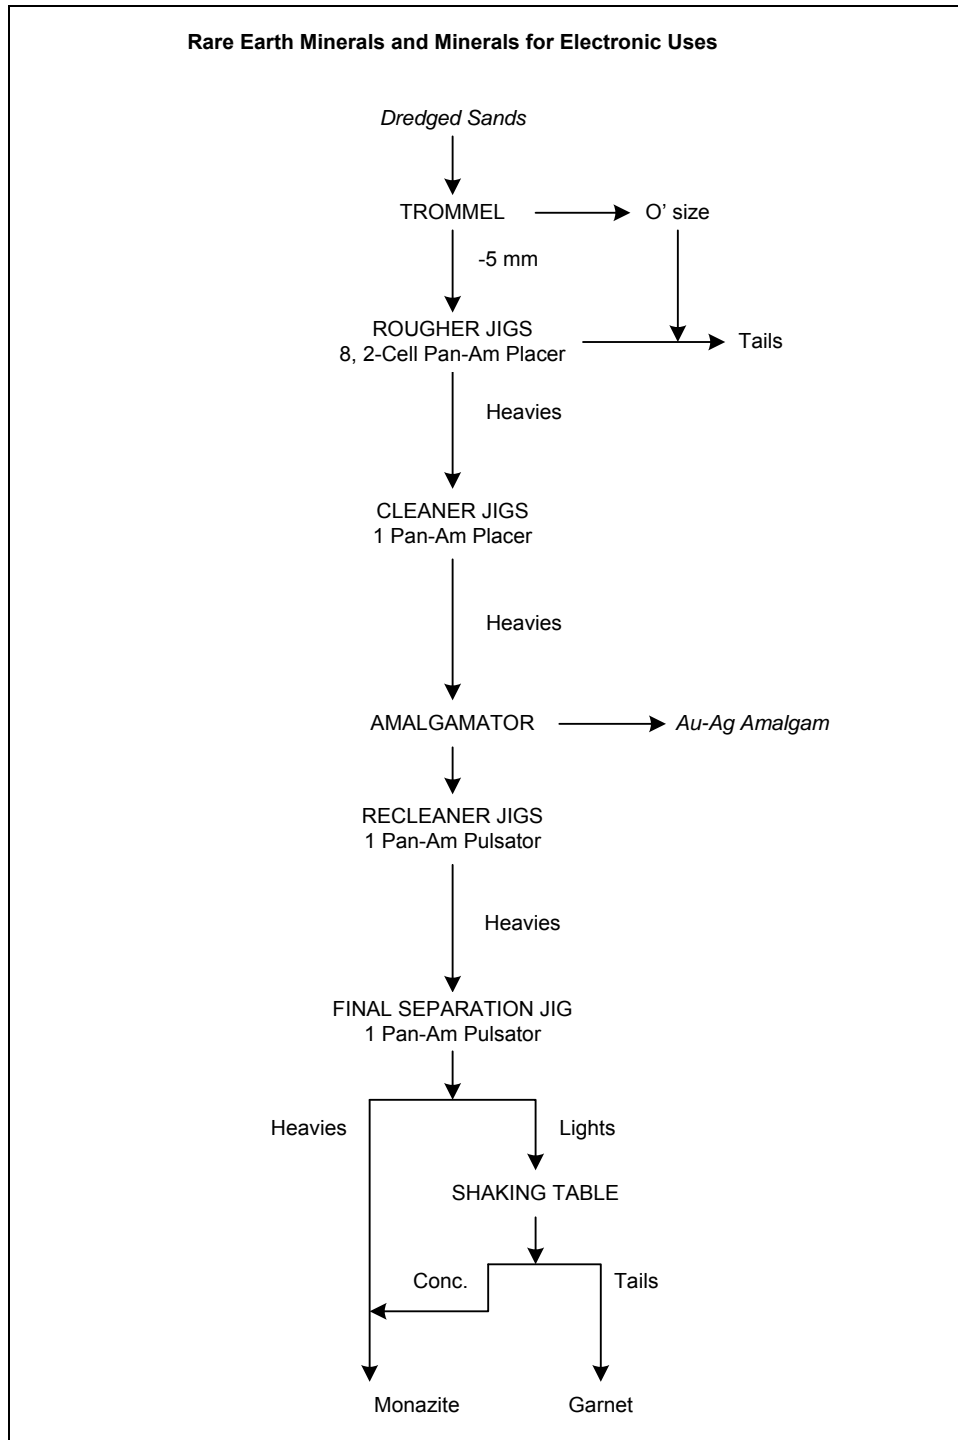 Rare Earth Minerals and Minerals for Electronic Uses
Dredged Sands
TROMMEL
O' size
-5 mm
ROUGHER JIGS
8, 2-Cell Pan-Am Placer
Tails
Heavies
CLEANER JIGS
1 Pan-Am Placer
Heavies
AMALGAMATOR
Au-Ag Amalgam
RECLEANER JIGS
1 Pan-Am Pulsator
Heavies
FINAL SEPARATION JIG
1 Pan-Am Pulsator
Heavies
Lights
SHAKING TABLE
Conc.
Tails
Monazite
Garnet